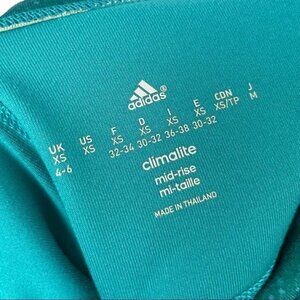 adidas
UK US F D I E CDN J
XS XS XS XS XS XS XS/TP M
4-6 32-34 30-32 36-38 30-32
climalite
mid-rise
mi-taille
MADE IN THAILAND